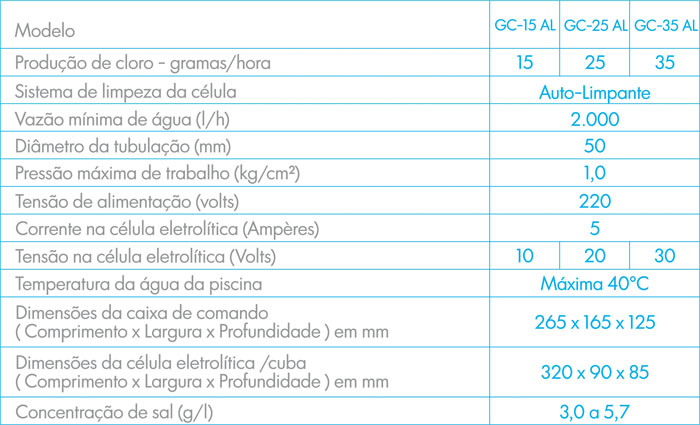 Modelo GC-15 AL GC-25 AL GC-35 AL
Produção de cloro - gramas/hora 15 25 35
Sistema de limpeza da célula Auto-Limpante
Vazão mínima de água (l/h) 2.000
Diâmetro da tubulação (mm) 50
Pressão máxima de trabalho (kg/cm²) 1,0
Tensão de alimentação (volts) 220
Corrente na célula eletrolítica (Ampères) 5
Tensão na célula eletrolítica (Volts) 10 20 30
Temperatura da água da piscina Máxima 40°C
Dimensões da caixa de comando
( Comprimento x Largura x Profundidade ) em mm 265 x 165 x 125
Dimensões da célula eletrolítica /cuba
( Comprimento x Largura x Profundidade ) em mm 320 x 90 x 85
Concentração de sal (g/l) 3,0 a 5,7